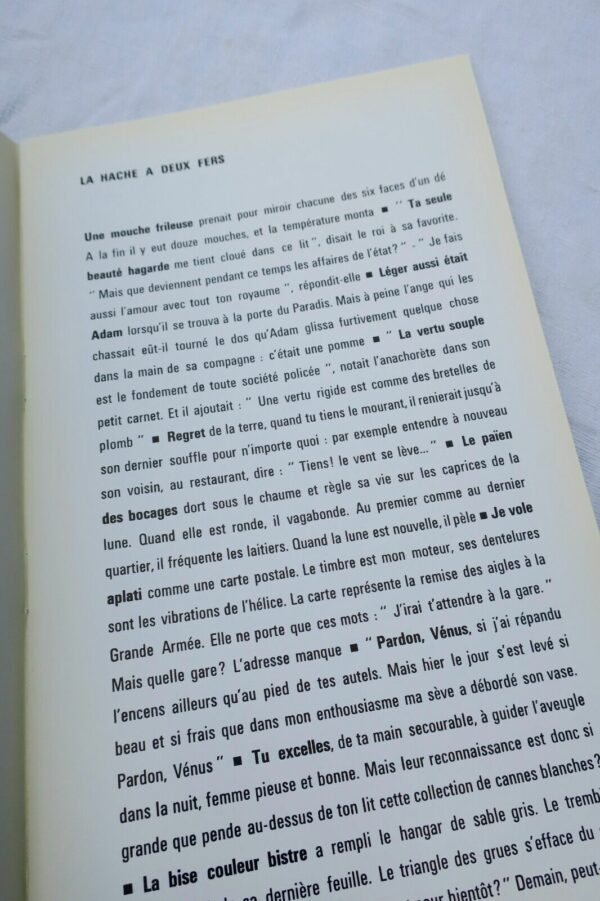 LA HACHE A DEUX FERS
Une mouche frileuse prenait pour miroir chacune des six faces d'un dé
A la fin il y eut douze mouches, et la température monta ■ " Ta seule
beauté hagarde me tient cloué dans ce lit", disait le roi à sa favorite.
" Mais que deviennent pendant ce temps les affaires de l'état?" - " Je fais
aussi l'amour avec tout ton royaume ", répondit-elle ■ Léger aussi était
Adam lorsqu'il se trouva à la porte du Paradis. Mais à peine l'ange qui les
chassait eût-il tourné le dos qu'Adam glissa furtivement quelque chose
dans la main de sa compagne : c'était une pomme ■ " La vertu souple
est le fondement de toute société policée ", notait l'anachorète dans son
petit carnet. Et il ajoutait : " Une vertu rigide est comme des bretelles de
plomb " ■ Regret de la terre, quand tu tiens le mourant, il renierait jusqu'à
son dernier souffle pour n'importe quoi : par exemple entendre à nouveau
son voisin, au restaurant, dire : " Tiens! le vent se lève..." ■ Le païen
des bocages dort sous le chaume et règle sa vie sur les caprices de la
lune. Quand elle est ronde, il vagabonde. Au premier comme au dernier
quartier, il fréquente les laitiers. Quand la lune est nouvelle, il pèle ■ Je vole
aplati comme une carte postale. Le timbre est mon moteur, ses dentelures
sont les vibrations de l'hélice. La carte représente la remise des aigles à la
Grande Armée. Elle ne porte que ces mots : " J'irai t'attendre à la gare."
Mais quelle gare? L'adresse manque ■ " Pardon, Vénus, si j'ai répandu
l'encens ailleurs qu'au pied de tes autels. Mais hier le jour s'est levé si
beau et si frais que dans mon enthousiasme ma sève a débordé son vase.
Pardon, Vénus " ■ Tu excelles, de ta main secourable, à guider l'aveugle
dans la nuit, femme pieuse et bonne. Mais leur reconnaissance est donc si
grande que pende au-dessus de ton lit cette collection de cannes blanches?
■ La bise couleur bistre a rempli le hangar de sable gris. Le trembl
dernière feuille. Le triangle des grues s'efface du
pour bientôt?" Demain, peut-